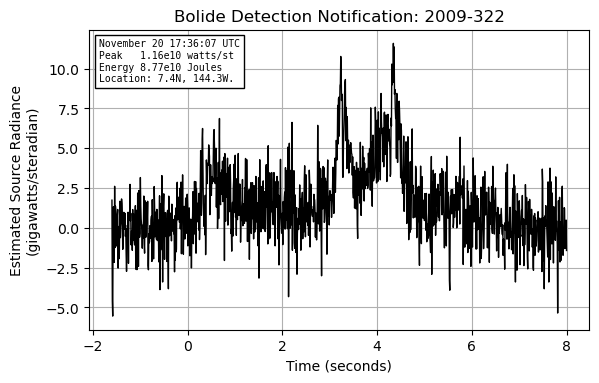 Bolide Detection Notification: 2009-322
November 20 17:36:07 UTC
Peak   1.16e10 watts/st
Energy 8.77e10 Joules
Location: 7.4N, 144.3W.
Estimated Source Radiance
(gigawatts/steradian)
10.0
7.5
5.0
2.5
0.0
−2.5
−5.0
−2 0 2 4 6 8
Time (seconds)